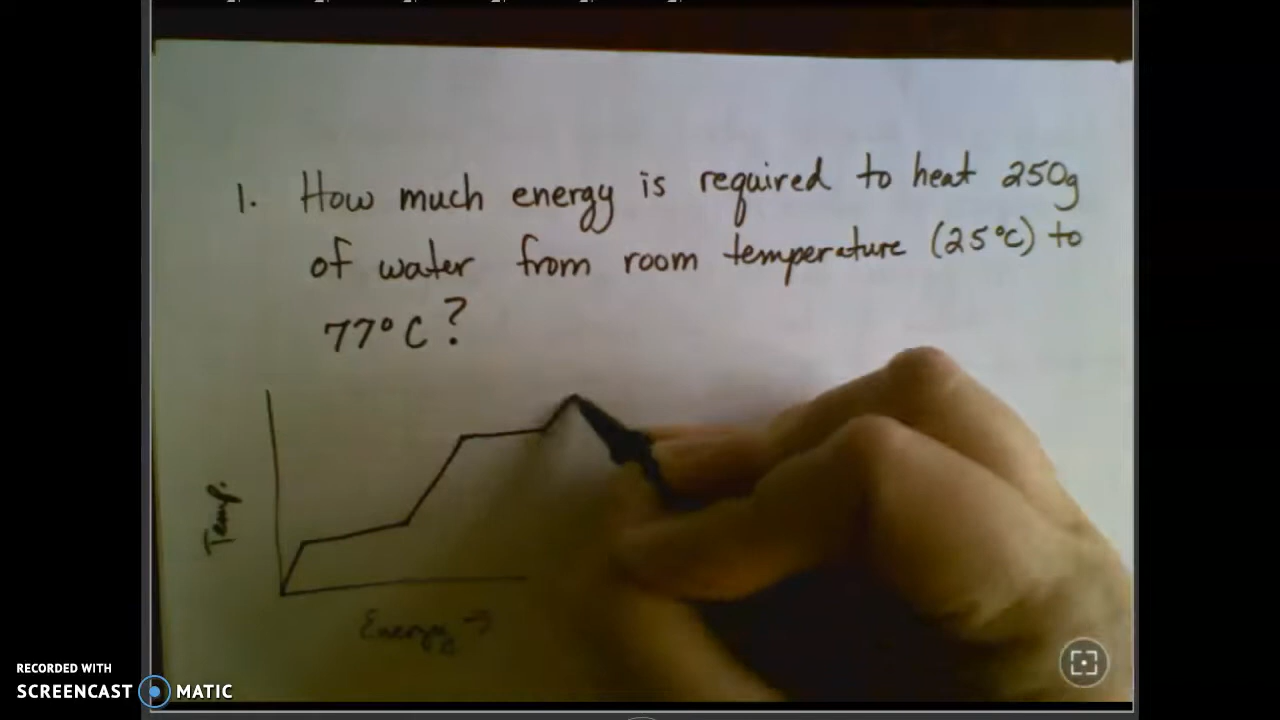 1. How much energy is required to heat 250g
of water from room temperature (25°C) to
77°C?
Temp.
Energy →
RECORDED WITH
SCREENCAST MATIC